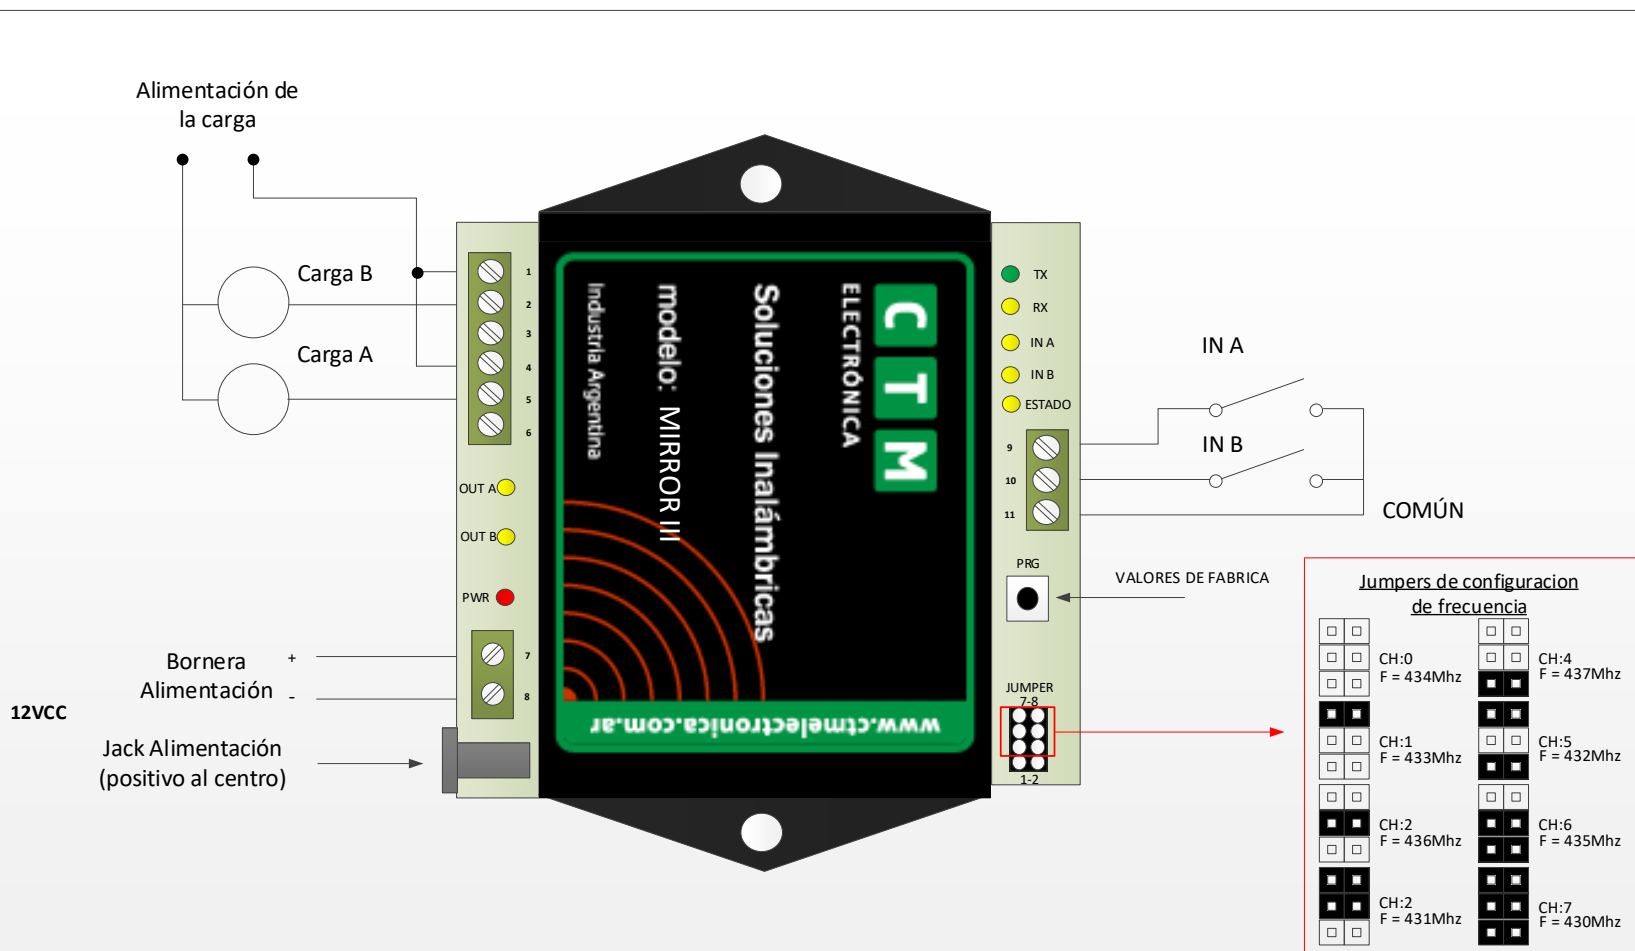 Alimentación de
la carga
Carga B
Carga A
1
2
3
4
5
6
OUT A
OUT B
PWR
Bornera
Alimentación
+
-
12VCC
7
8
Jack Alimentación
(positivo al centro)
CTM
ELECTRÓNICA
Soluciones Inalámbricas
modelo: MIRROR III
Industria Argentina
www.ctmelectronica.com.ar
TX
RX
IN A
IN B
ESTADO
9
10
11
IN A
IN B
COMÚN
PRG
VALORES DE FABRICA
JUMPER
7-8
1-2
Jumpers de configuracion
de frecuencia
CH:0
F = 434Mhz
CH:1
F = 433Mhz
CH:2
F = 436Mhz
CH:2
F = 431Mhz
CH:4
F = 437Mhz
CH:5
F = 432Mhz
CH:6
F = 435Mhz
CH:7
F = 430Mhz